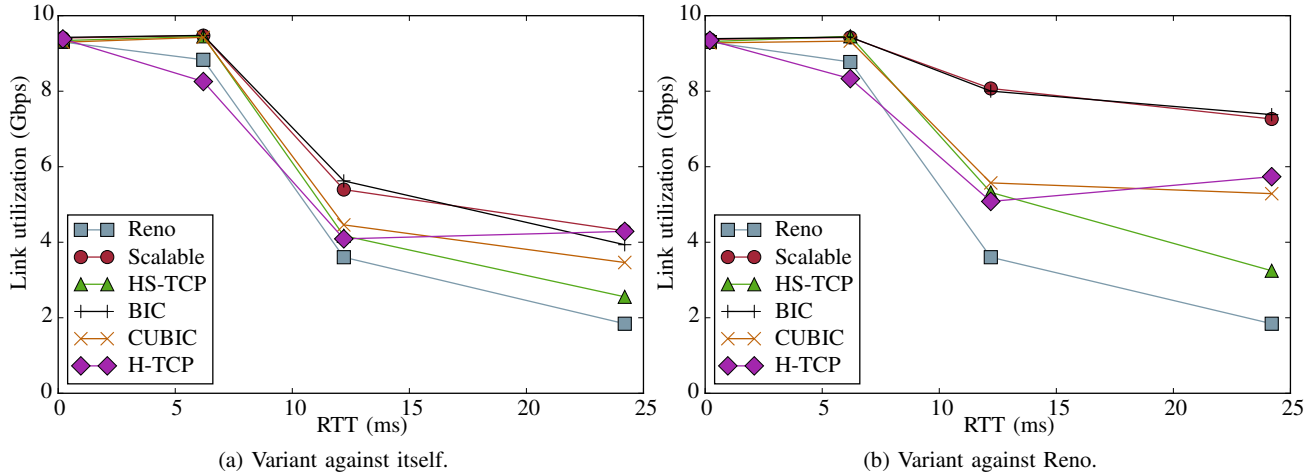 10
8
6
4
2
0
Link utilization (Gbps)
Reno
Scalable
HS-TCP
BIC
CUBIC
H-TCP
0 5 10 15 20 25
RTT (ms)
(a) Variant against itself.
10
8
6
4
2
0
Link utilization (Gbps)
Reno
Scalable
HS-TCP
BIC
CUBIC
H-TCP
0 5 10 15 20 25
RTT (ms)
(b) Variant against Reno.